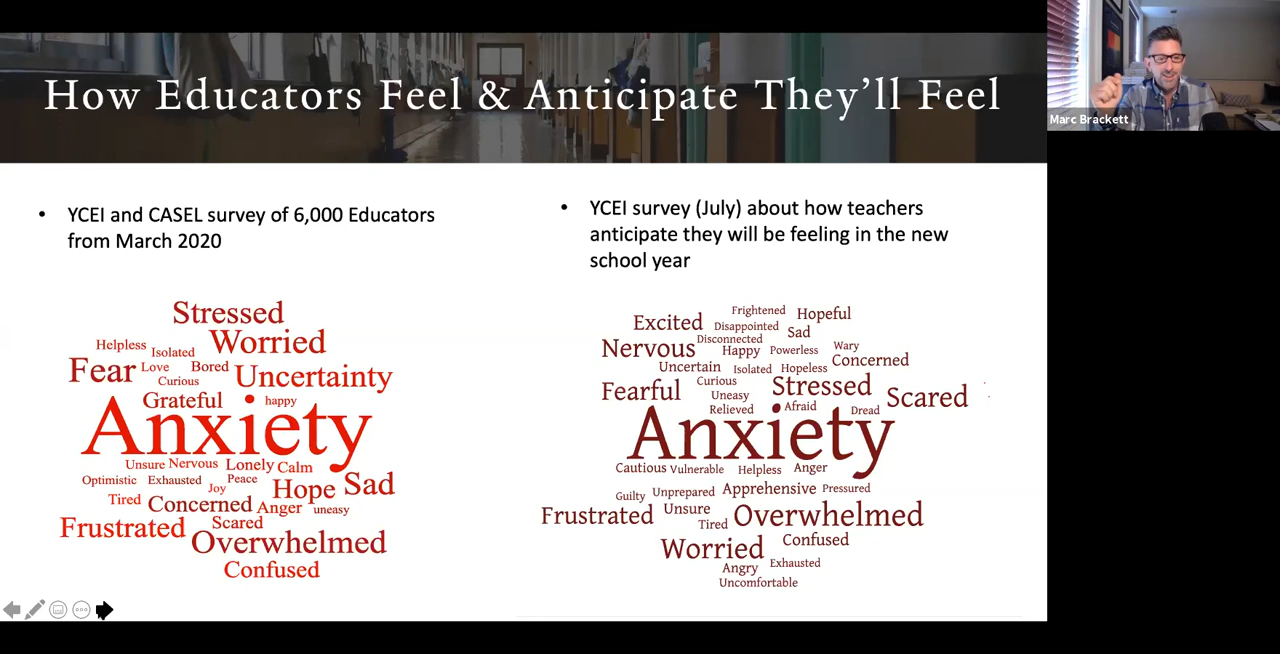 How Educators Feel & Anticipate They'll Feel
Marc Brackett
• YCEI and CASEL survey of 6,000 Educators
from March 2020
Stressed
Helpless
Isolated
Worried
Fear
Love
Bored
Curious
Uncertainty
Grateful
happy
Anxiety
Unsure
Nervous
Lonely
Calm
Optimistic
Exhausted
Peace
Joy
Hope
Sad
Tired
Concerned
Anger
uneasy
Frustrated
Scared
Overwhelmed
Confused
• YCEI survey (July) about how teachers
anticipate they will be feeling in the new
school year
Frightened
Hopeful
Excited
Disappointed
Sad
Disconnected
Nervous
Happy
Powerless
Wary
Concerned
Uncertain
Isolated
Hopeless
Fearful
Curious
Stressed
Uneasy
Scared
Relieved
Afraid
Dread
Anxiety
Cautious
Vulnerable
Helpless
Anger
Guilty
Unprepared
Apprehensive
Pressured
Frustrated
Unsure
Tired
Overwhelmed
Worried
Confused
Angry
Exhausted
Uncomfortable